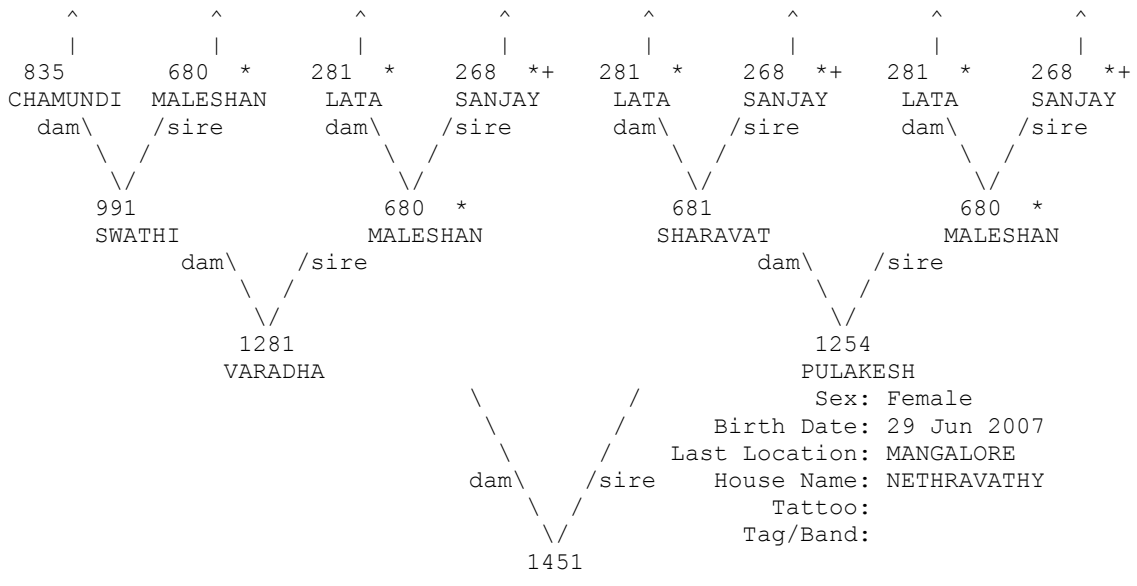 ^ ^ ^ ^ ^ ^ ^ ^
| | | | | | | |
835 680 * 281 * 268 *+ 281 * 268 *+ 281 * 268 *+
CHAMUNDI MALESHAN LATA SANJAY LATA SANJAY LATA SANJAY
dam\ /sire dam\ /sire dam\ /sire dam\ /sire
\ / \ / \ / \ /
\/ \/ \/ \/
991 680 * 681 680 *
SWATHI MALESHAN SHARAVAT MALESHAN
dam\ /sire dam\ /sire
\ / \ /
\/ \/
1281 1254
VARADHA PULAKESH
\ / Sex: Female
\ / Birth Date: 29 Jun 2007
\ / Last Location: MANGALORE
dam\ /sire House Name: NETHRAVATHY
\ / Tattoo:
\/ Tag/Band:
1451